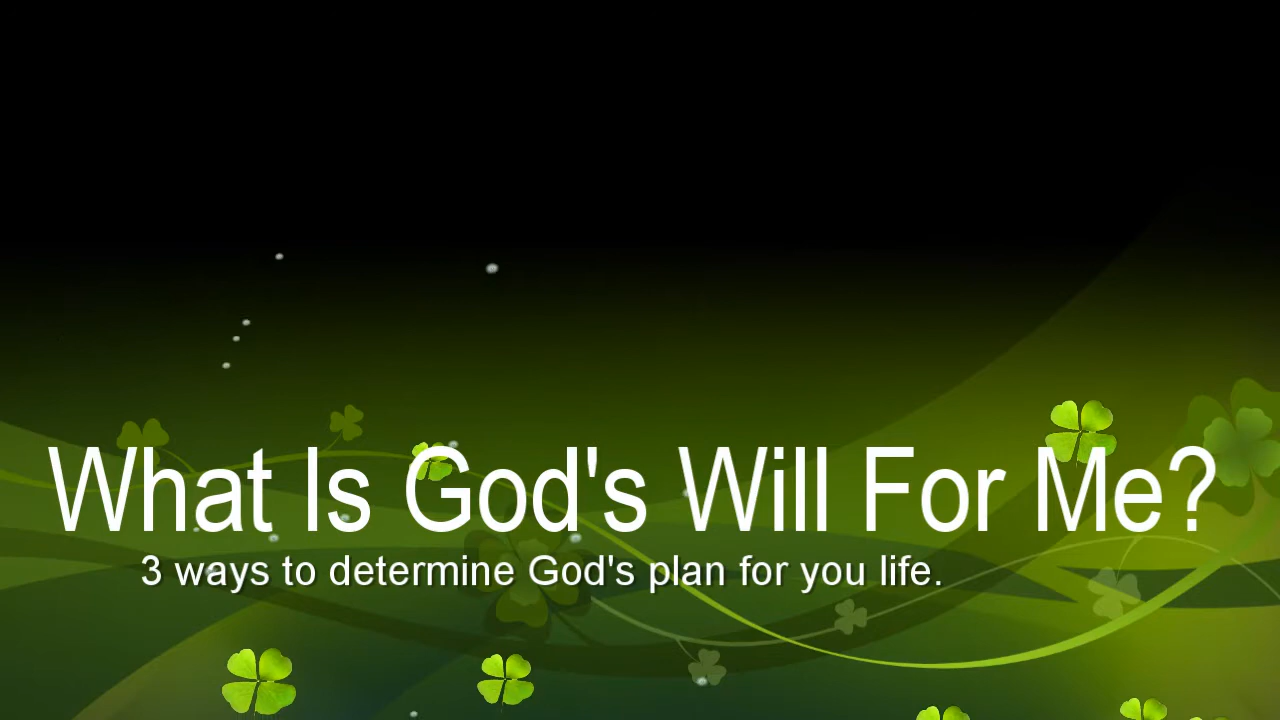 What Is God's Will For Me?
3 ways to determine God's plan for you life.